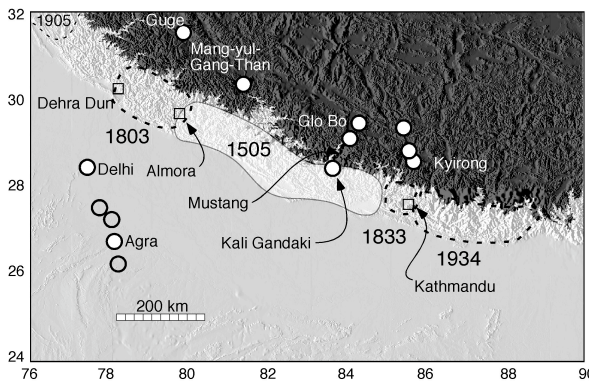 32
1905
Guge
Mang-yul-
Gang-Than
30
Dehra Dun
1803
Almora
1505
Glo Bo
Kyirong
28
Delhi
Mustang
Kali Gandaki
1833
1934
Agra
Kathmandu
26
200 km
24
76 78 80 82 84 86 88 90